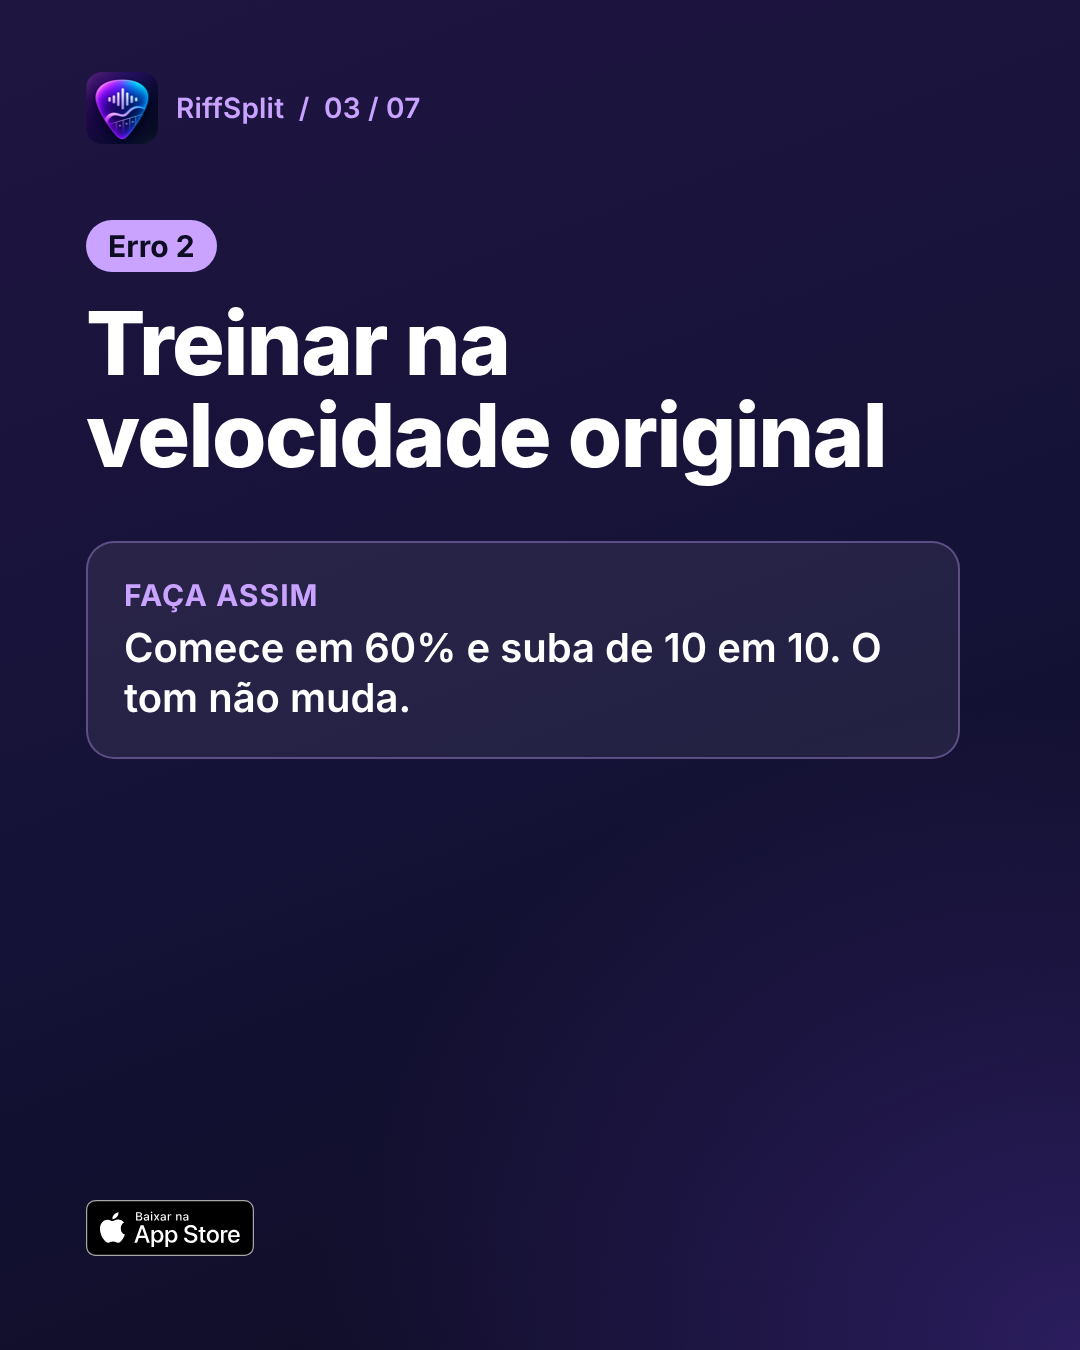 RiffSplit / 03 / 07
Erro 2
Treinar na
velocidade original
FAÇA ASSIM
Comece em 60% e suba de 10 em 10. O
tom não muda.
Baixar na
App Store